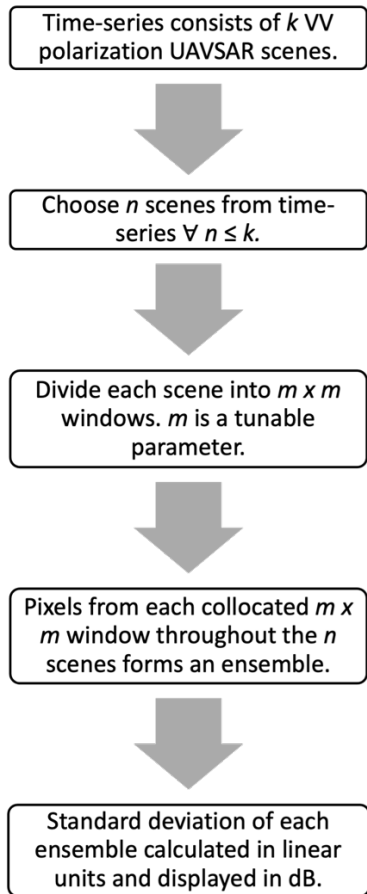 Time-series consists of k VV
polarization UAVSAR scenes.
Choose n scenes from time-
series ∀ n ≤ k.
Divide each scene into m x m
windows. m is a tunable
parameter.
Pixels from each collocated m x
m window throughout the n
scenes forms an ensemble.
Standard deviation of each
ensemble calculated in linear
units and displayed in dB.